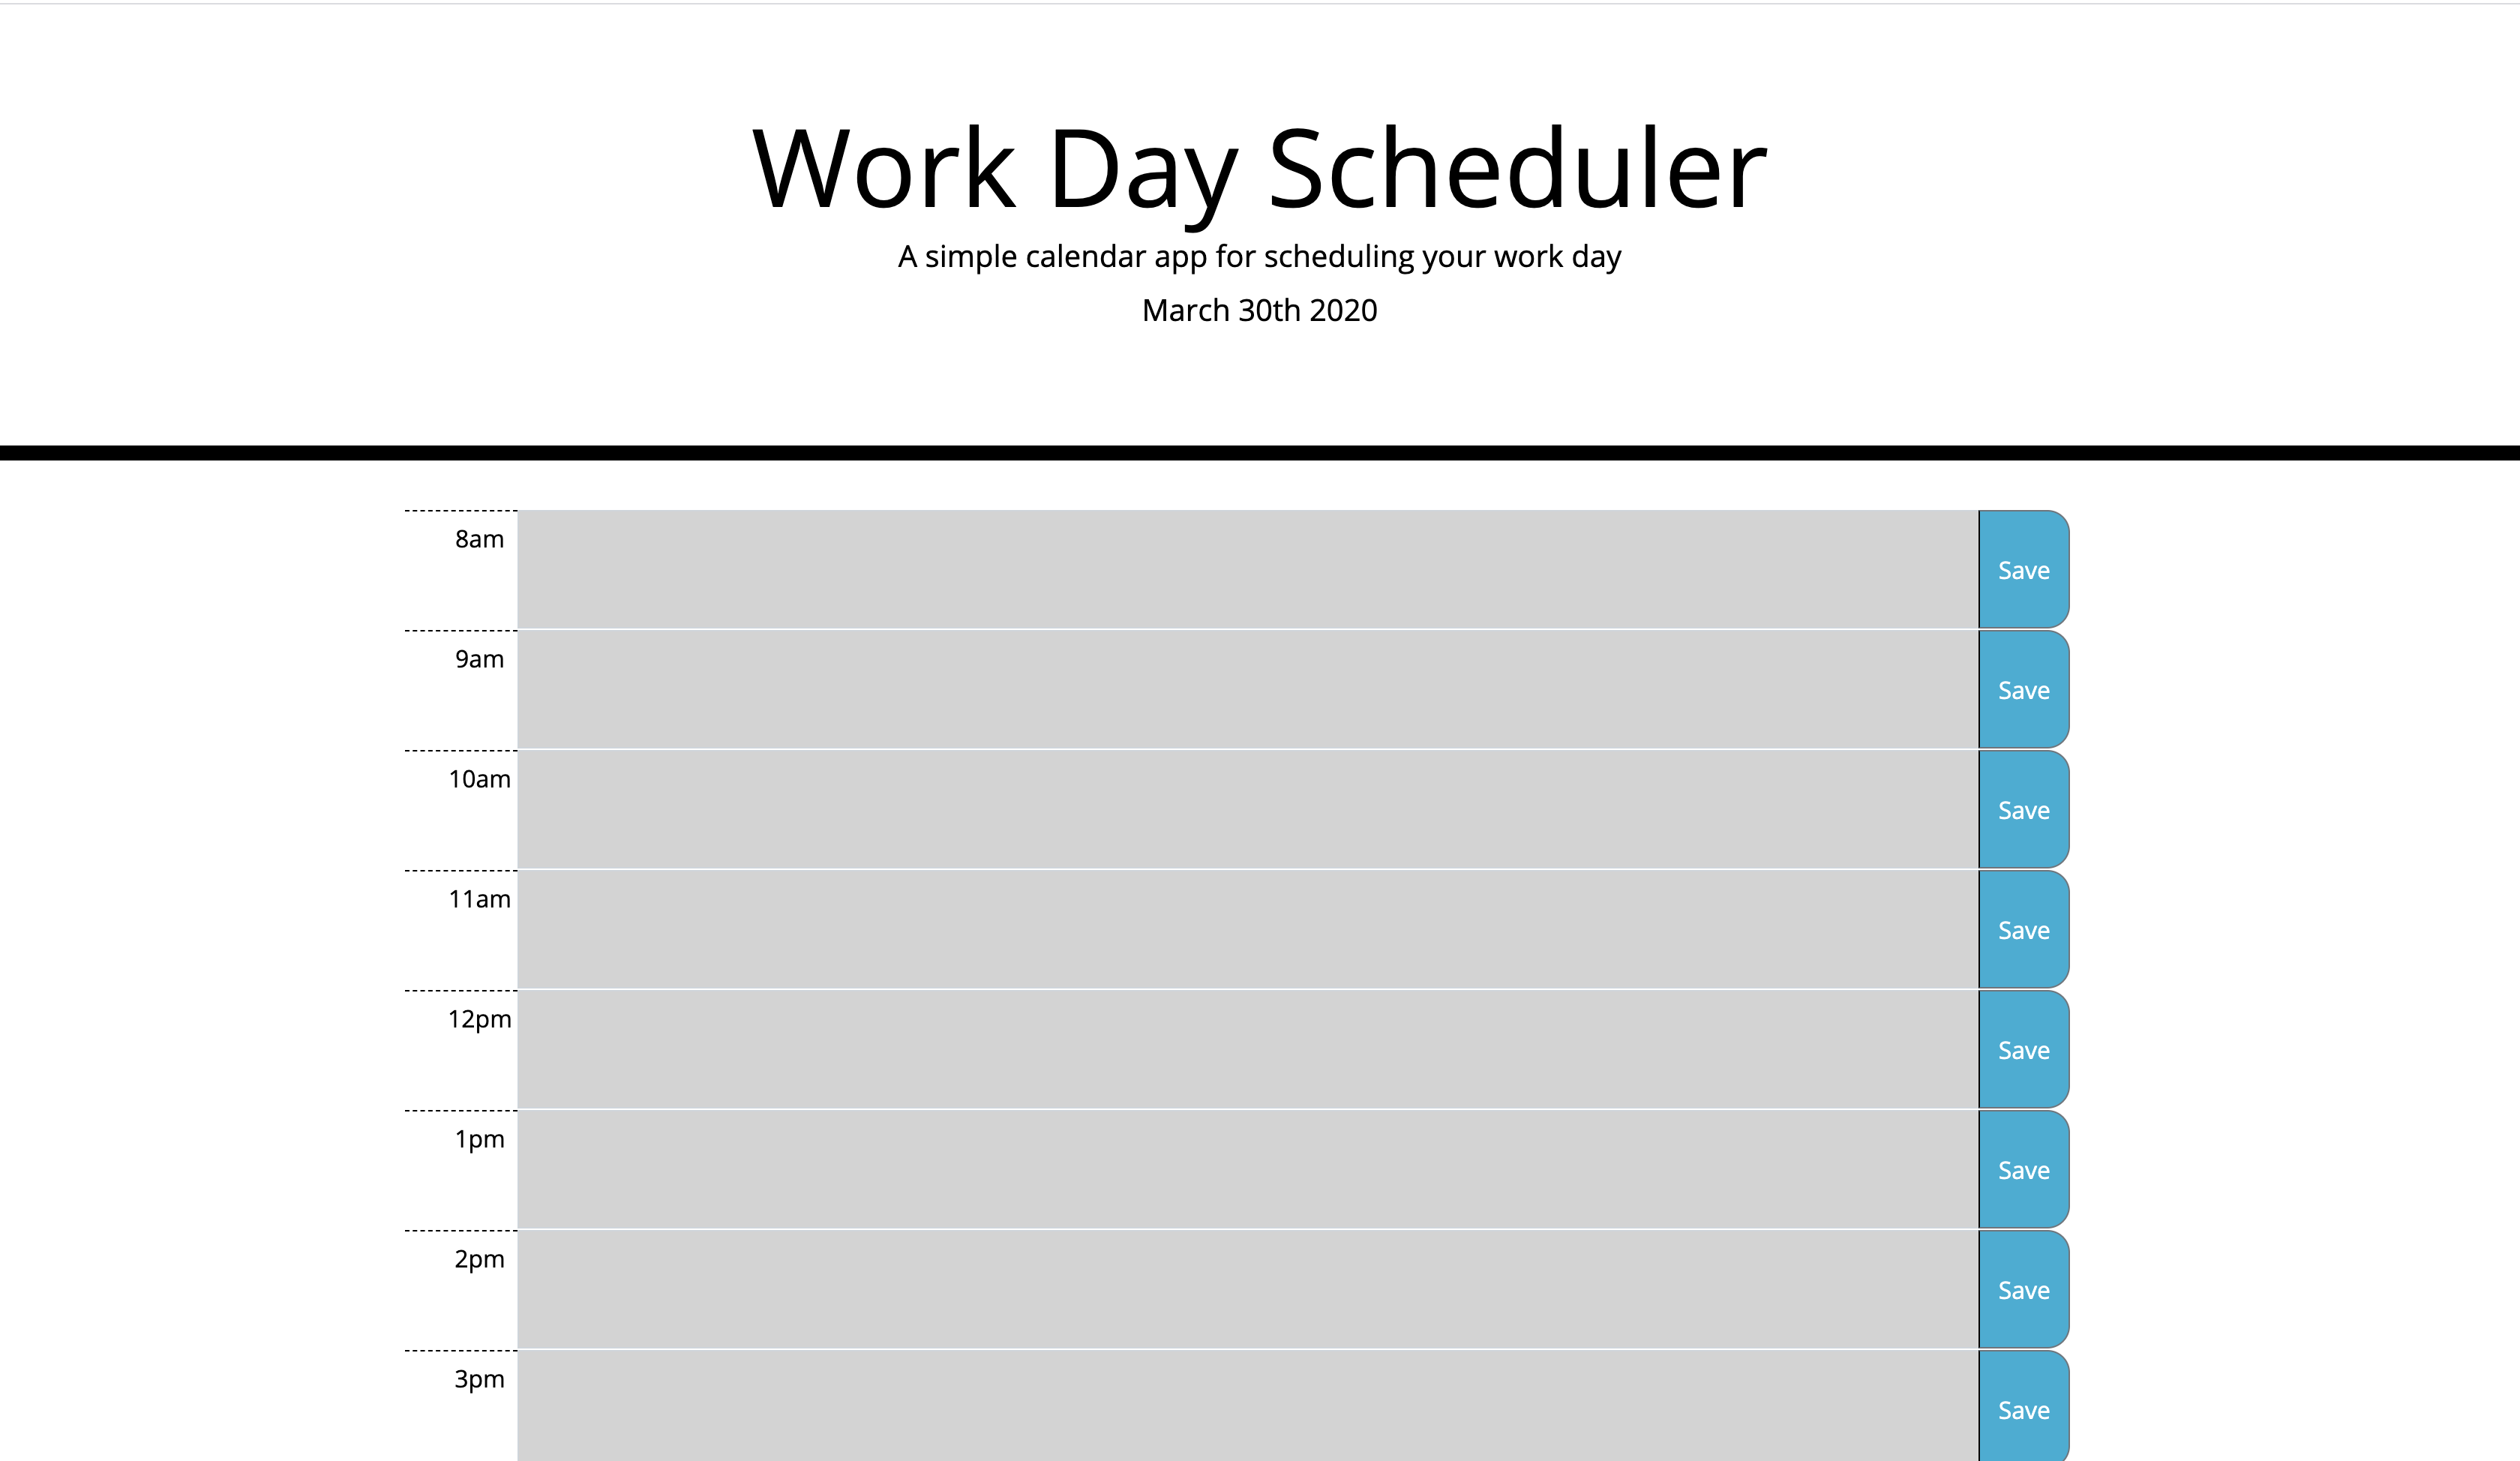 Work Day Scheduler
A simple calendar app for scheduling your work day
March 30th 2020
8am
Save
9am
Save
10am
Save
11am
Save
12pm
Save
1pm
Save
2pm
Save
3pm
Save